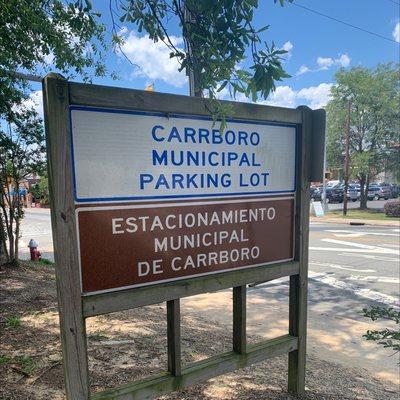 CARRBORO
MUNICIPAL
PARKING LOT
ESTACIONAMIENTO
MUNICIPAL
DE CARRBORO